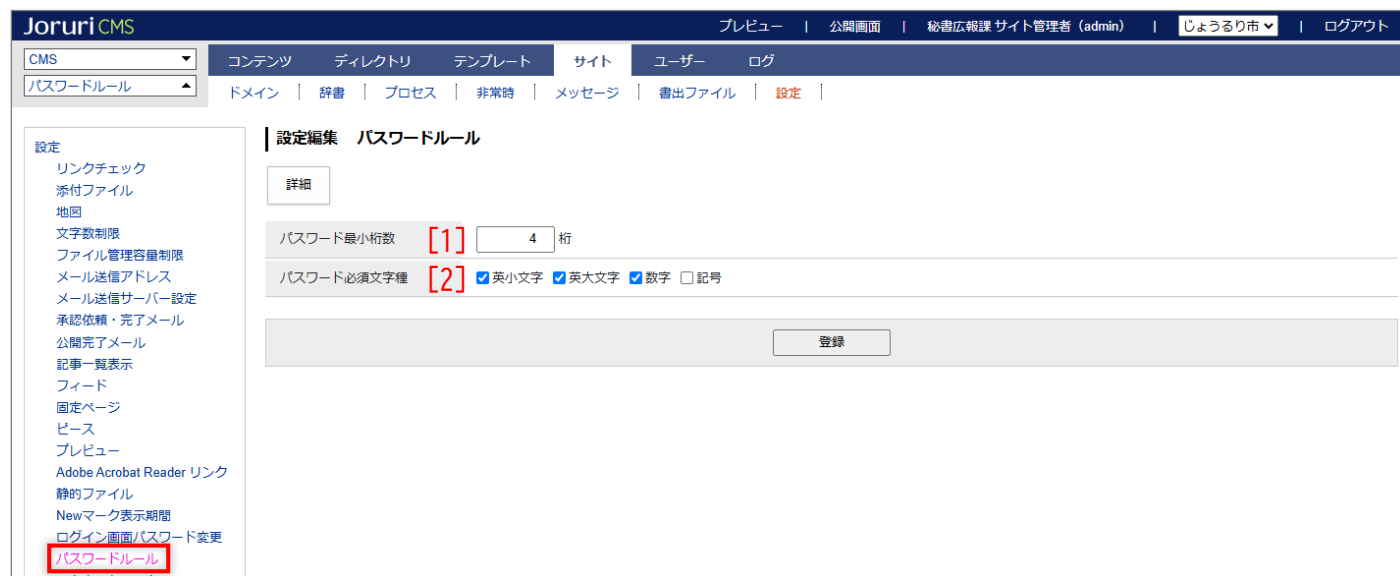 Joruri CMS
プレビュー | 公開画面 | 秘書広報課 サイト管理者（admin） | じょうるり市 | ログアウト
CMS
コンテンツ ディレクトリ テンプレート サイト ユーザー ログ
パスワードルール
ドメイン 辞書 プロセス 非常時 メッセージ 書出ファイル 設定
設定編集 パスワードルール
詳細
パスワード最小桁数 [1] 4 桁
パスワード必須文字種 [2] 英小文字 英大文字 数字 記号
登録
設定
リンクチェック
添付ファイル
地図
文字数制限
ファイル管理容量制限
メール送信アドレス
メール送信サーバー設定
承認依頼・完了メール
公開完了メール
記事一覧表示
フィード
固定ページ
ピース
プレビュー
Adobe Acrobat Reader リンク
静的ファイル
Newマーク表示期間
ログイン画面パスワード変更
パスワードルール